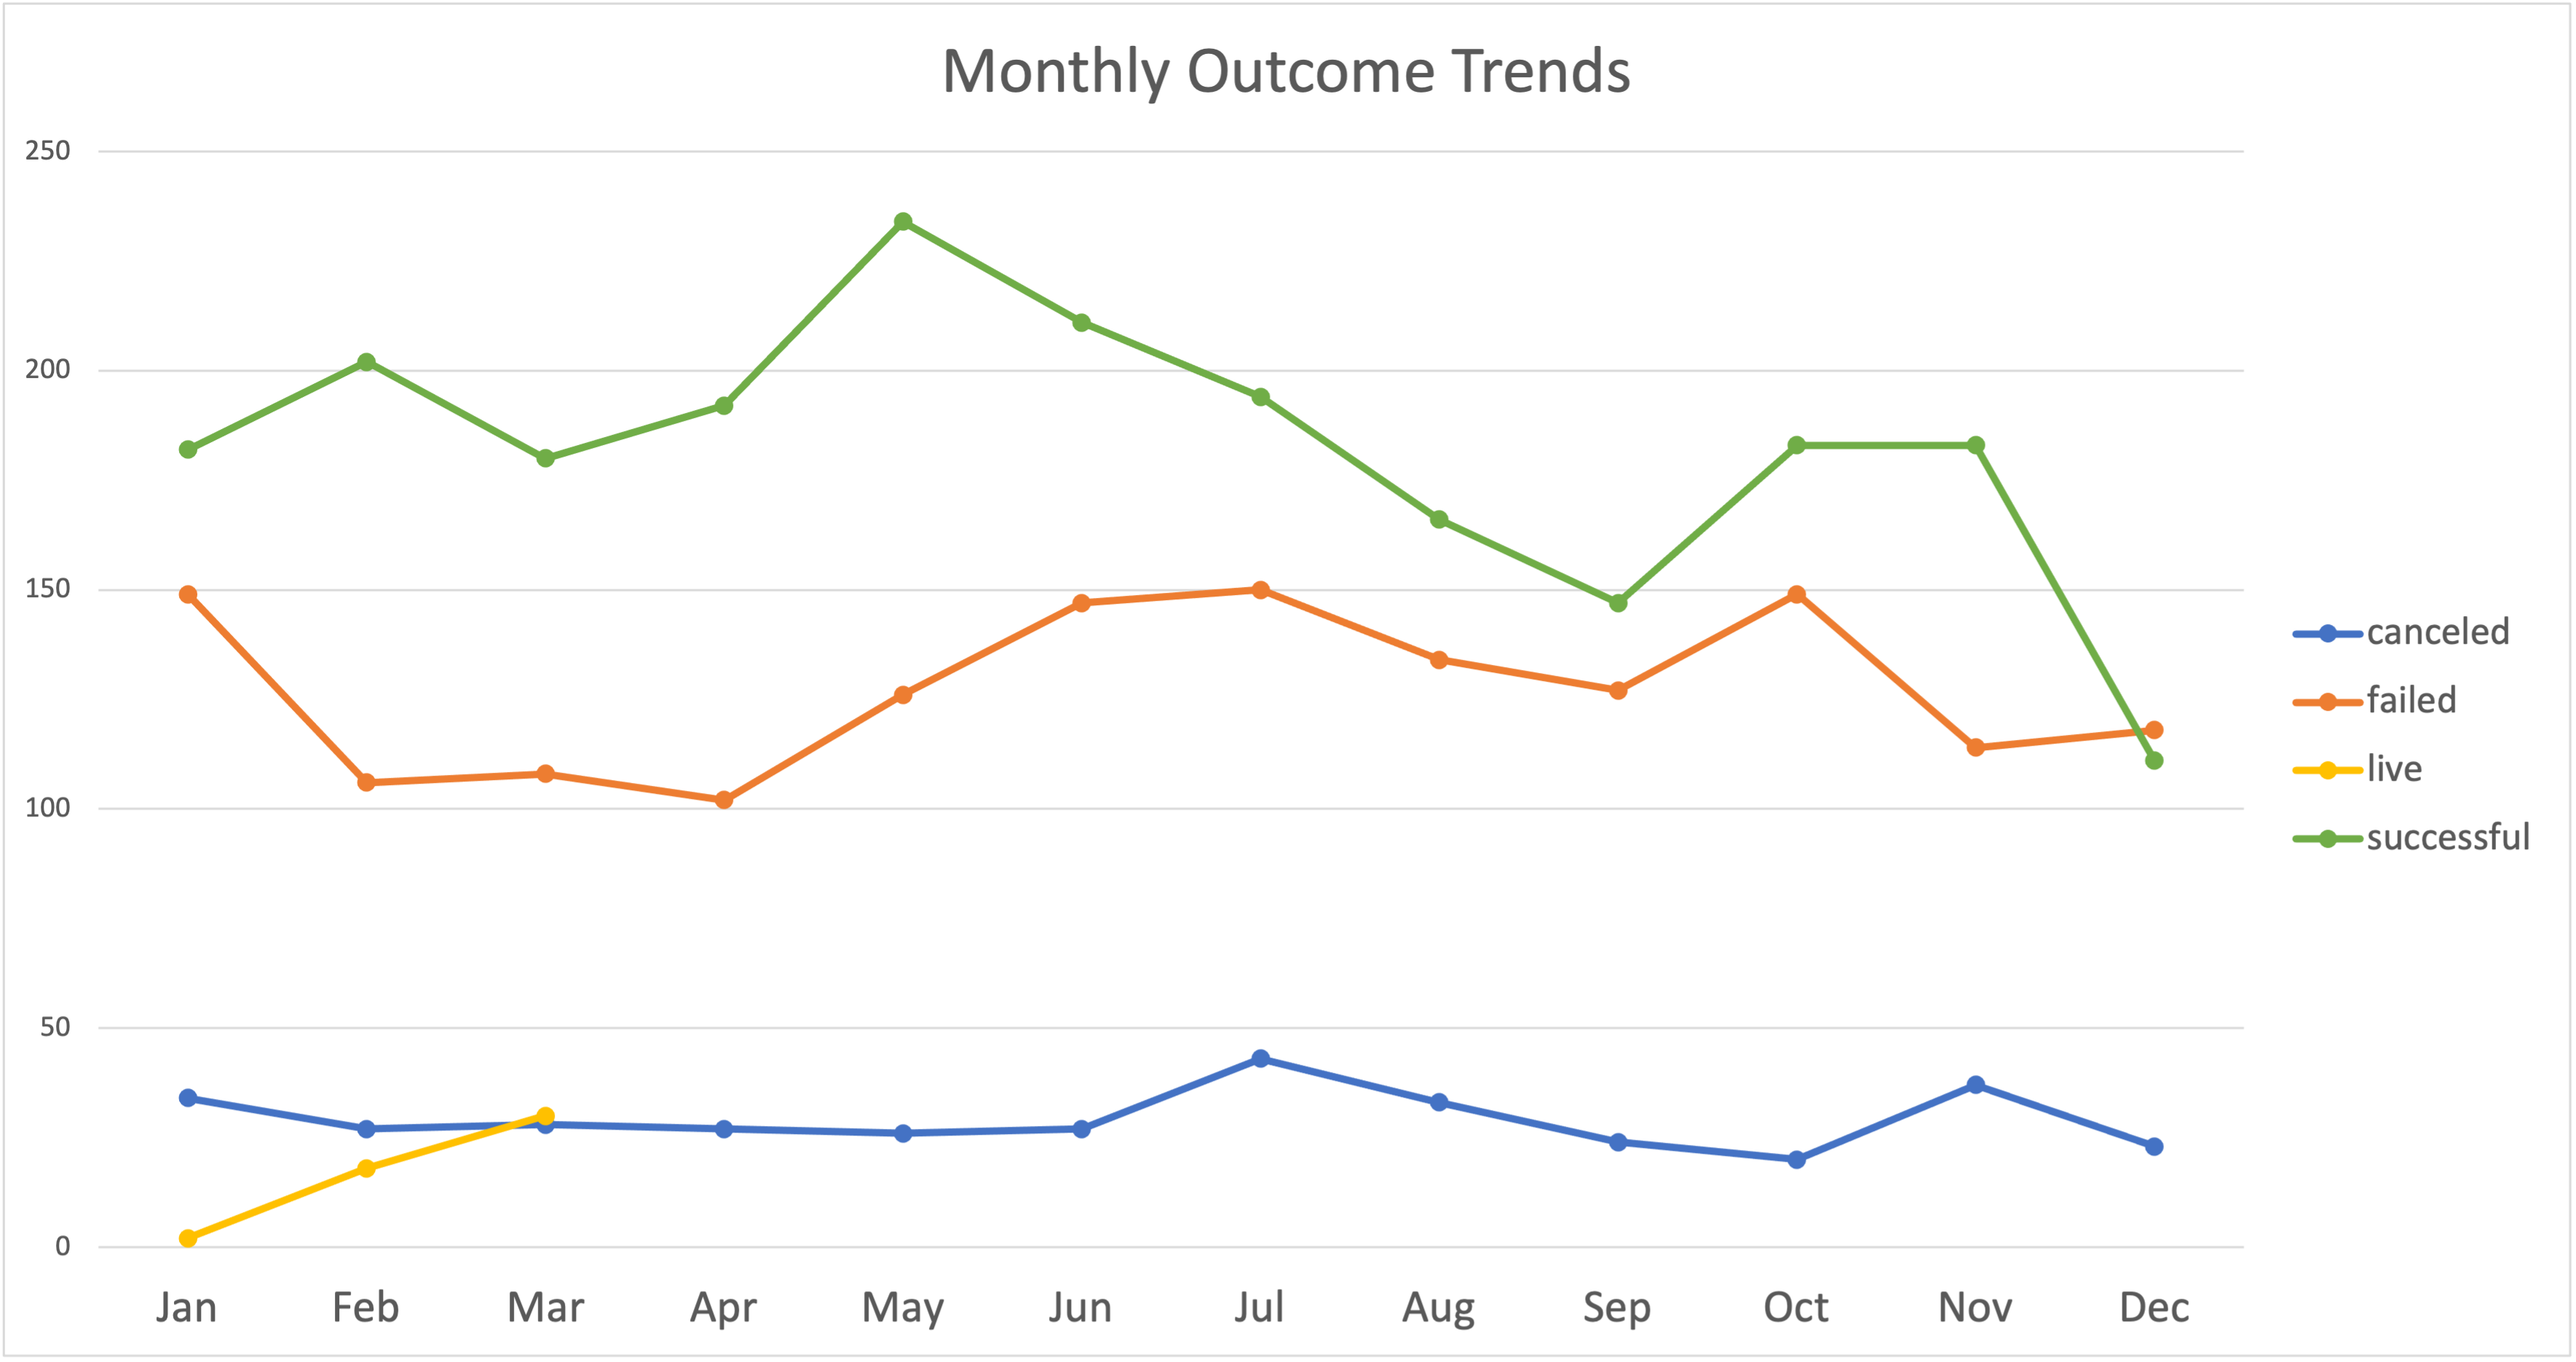 Monthly Outcome Trends
250
200
150
100
50
0
Jan Feb Mar Apr May Jun Jul Aug Sep Oct Nov Dec
canceled
failed
live
successful